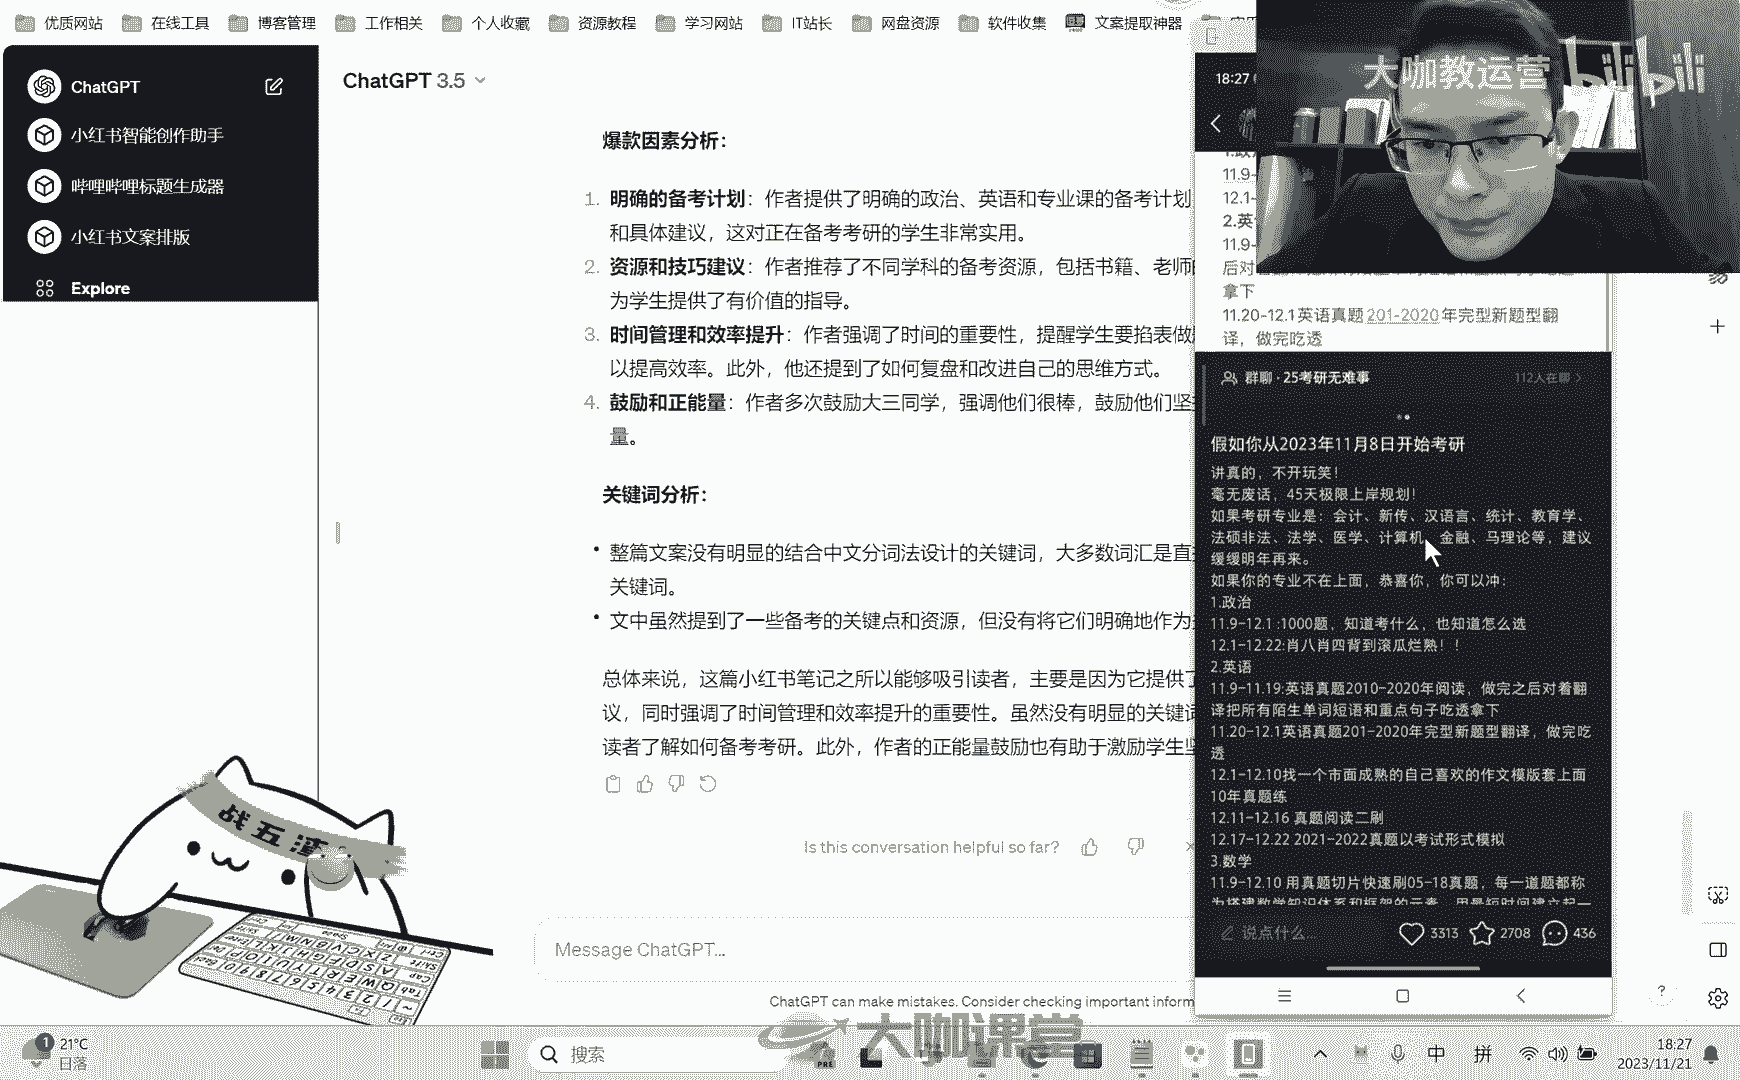 优质网站 在线工具 博客管理 工作相关 个人收藏 资源教程 学习网站 IT站长 网盘资源 软件收集 文案提取神器
大咖教运营 bilibili
ChatGPT
小红书智能创作助手
哔哩哔哩标题生成器
小红书文案排版
Explore
ChatGPT 3.5
爆款因素分析：
1. 明确的备考计划：作者提供了明确的政治、英语和专业课的备考计划
和具体建议，这对正在备考考研的学生非常实用。
2. 资源和技巧建议：作者推荐了不同学科的备考资源，包括书籍、老师
为学生提供了有价值的指导。
3. 时间管理和效率提升：作者强调了时间的重要性，提醒学生要掐表做
以提高效率。此外，他还提到了如何复盘和改进自己的思维方式。
4. 鼓励和正能量：作者多次鼓励大三同学，强调他们很棒，鼓励他们坚
量。
关键词分析：
• 整篇文案没有明显的结合中文分词法设计的关键词，大多数词汇是直
关键词。
• 文中虽然提到了一些备考的关键点和资源，但没有将它们明确地作为
总体来说，这篇小红书笔记之所以能够吸引读者，主要是因为它提供了
议，同时强调了时间管理和效率提升的重要性。虽然没有明显的关键词
读者了解如何备考考研。此外，作者的正能量鼓励也有助于激励学生坚
Is this conversation helpful so far?
Message ChatGPT...
ChatGPT can make mistakes. Consider checking important inform
18:27
11.9-
12.1-
2.英
11.9-
后对
拿下
11.20-12.1英语真题201-2020年完型新题型翻
译，做完吃透
群聊 · 25考研无难事 112人在聊
假如你从2023年11月8日开始考研
讲真的，不开玩笑！
毫无废话，45天极限上岸规划！
如果考研专业是：会计、新传、汉语言、统计、教育学、
法硕非法、法学、医学、计算机、金融、马理论等，建议
缓缓明年再来。
如果你的专业不在上面，恭喜你，你可以冲：
1.政治
11.9-12.1 :1000题，知道考什么，也知道怎么选
12.1-12.22:肖八肖四背到滚瓜烂熟！！
2.英语
11.9-11.19:英语真题2010-2020年阅读，做完之后对着翻
译把所有陌生单词短语和重点句子吃透拿下
11.20-12.1英语真题201-2020年完型新题型翻译，做完吃
透
12.1-12.10找一个市面成熟的自己喜欢的作文模版套上面
10年真题练
12.11-12.16 真题阅读二刷
12.17-12.22 2021-2022真题以考试形式模拟
3.数学
11.9-12.10 用真题切片快速刷05-18真题，每一道题都称
为搭建数学知识体系和框架的元素，用最短时间建立起一
说点什么... 3313 2708 436
战五渣
大咖课堂
1 21°C
日落
搜索
PRE
中 拼
18:27
2023/11/21